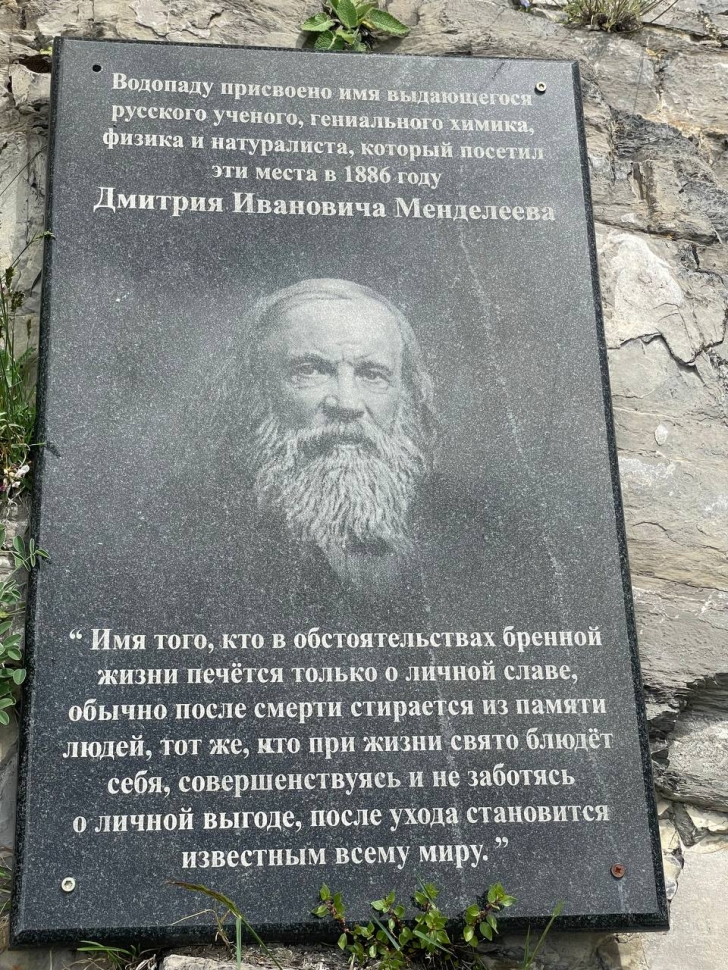 Водопаду присвоено имя выдающегося
русского ученого, гениального химика,
физика и натуралиста, который посетил
эти места в 1886 году
Дмитрия Ивановича Менделеева
“ Имя того, кто в обстоятельствах бренной
жизни печётся только о личной славе,
обычно после смерти стирается из памяти
людей, тот же, кто при жизни свято блюдёт
себя, совершенствуясь и не заботясь
о личной выгоде, после ухода становится
известным всему миру. ”